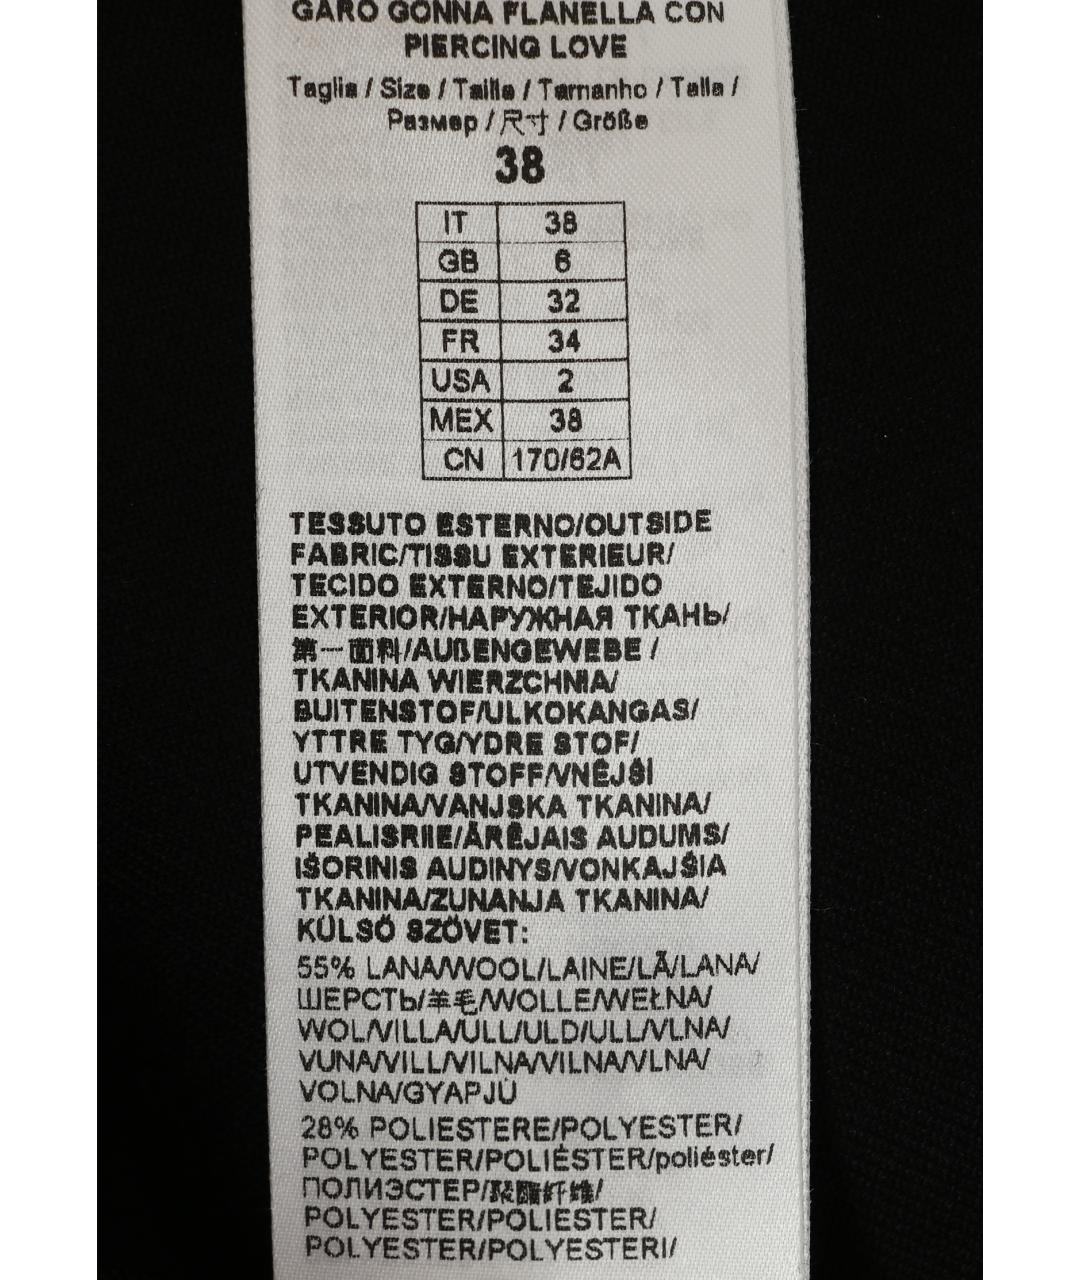 GARO GONNA FLANELLA CON
PIERCING LOVE
Taglia / Size / Taille / Tamanho / Talla /
Размер / 尺寸 / Größe
38
IT 38
GB 6
DE 32
FR 34
USA 2
MEX 38
CN 170/62A
TESSUTO ESTERNO/OUTSIDE
FABRIC/TISSU EXTERIEUR/
TECIDO EXTERNO/TEJIDO
EXTERIOR/НАРУЖНАЯ ТКАНЬ/
第一面料/AUßENGEWEBE /
TKANINA WIERZCHNIA/
BUITENSTOF/ULKOKANGAS/
YTTRE TYG/YDRE STOF/
UTVENDIG STOFF/VNĚJŠÍ
TKANINA/VANJSKA TKANINA/
PEALISRIIE/ĀRĒJAIS AUDUMS/
IŠORINIS AUDINYS/VONKAJŠIA
TKANINA/ZUNANJA TKANINA/
KÜLSŐ SZÖVET:
55% LANA/WOOL/LAINE/LÃ/LANA/
ШЕРСТЬ/羊毛/WOLLE/WEŁNA/
WOL/VILLA/ULL/ULD/ULL/VLNA/
VUNA/VILL/VILNA/VILNA/VLNA/
VOLNA/GYAPJÚ
28% POLIESTERE/POLYESTER/
POLYESTER/POLIÉSTER/poliéster/
ПОЛИЭСТЕР/聚酯纤维/
POLYESTER/POLIESTER/
POLYESTER/POLYESTERI/